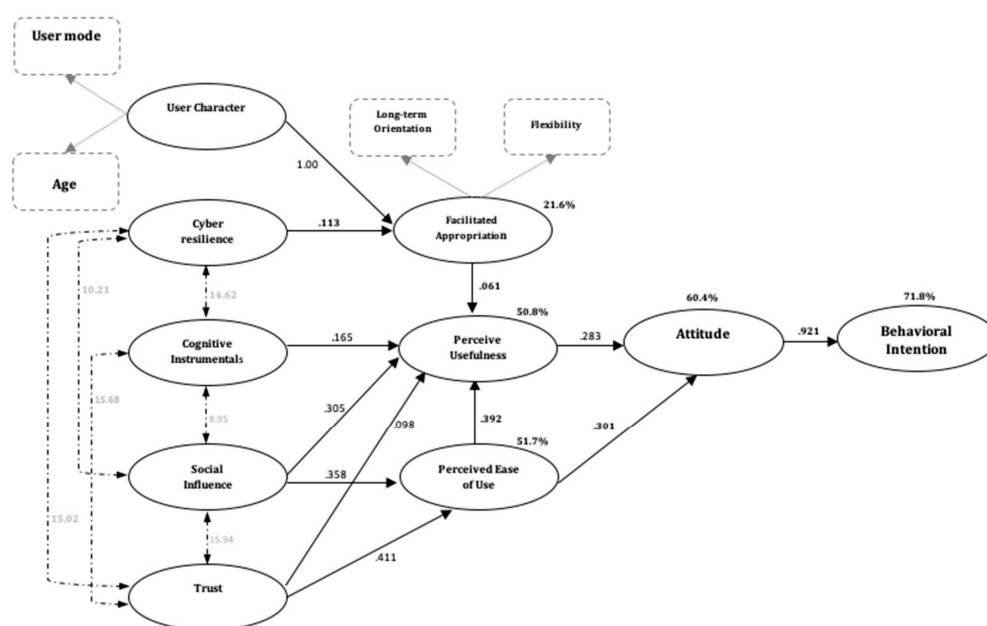 User mode
User Character
Long-term
Orientation
Flexibility
1.00
Age
21.6%
Cyber
resilience
.113
Facilitated
Appropriation
.061
10.21
14.62
60.4%
71.8%
50.8%
Cognitive
Instrumentals
.165
Perceive
Usefulness
.283
Attitude
.921
Behavioral
Intention
15.68
.305
8.95
.098
.392
.301
51.7%
Social
Influence
.358
Perceived Ease
of Use
15.02
15.94
.411
Trust